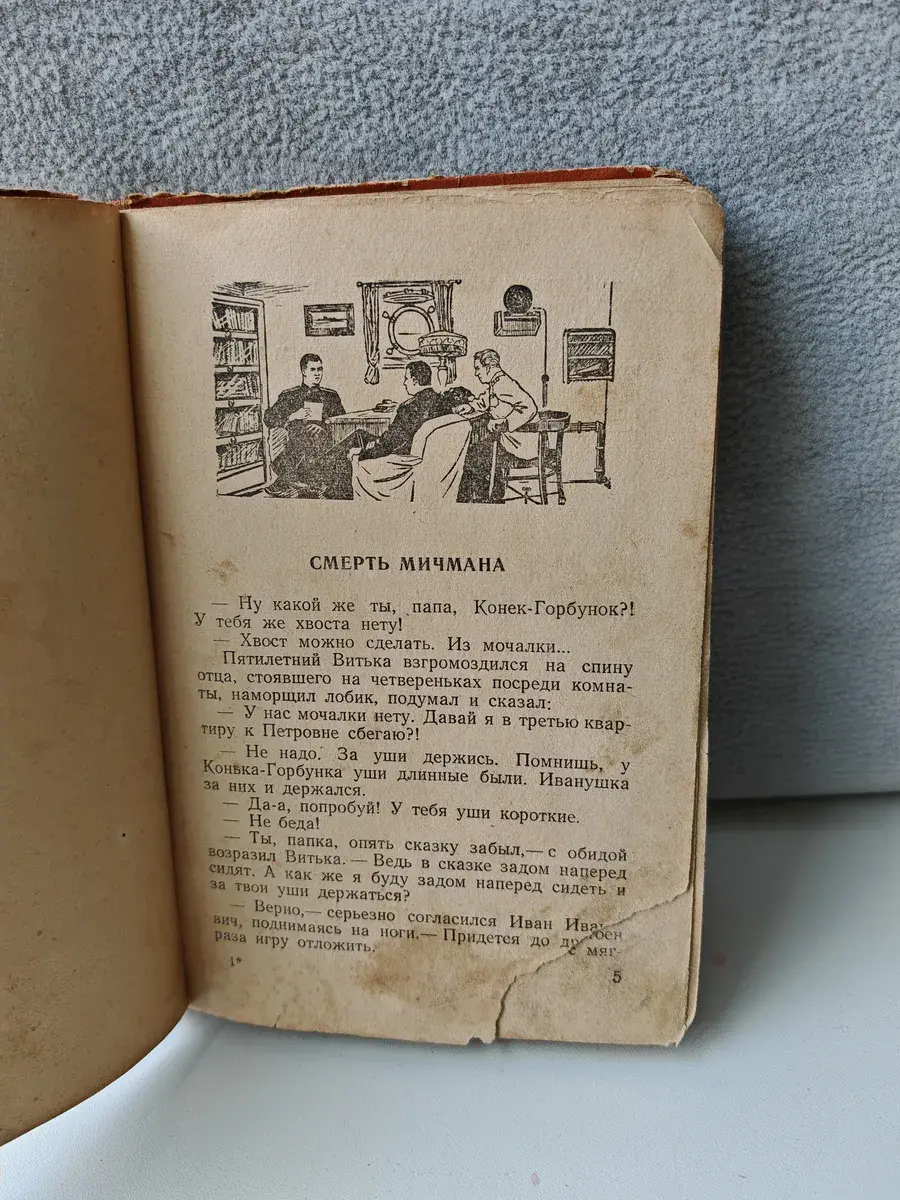 СМЕРТЬ МИЧМАНА
— Ну какой же ты, папа, Конек-Горбунок?!
У тебя же хвоста нету!
— Хвост можно сделать. Из мочалки...
Пятилетний Витька взгромоздился на спину
отца, стоявшего на четвереньках посреди комна-
ты, наморщил лобик, подумал и сказал:
— У нас мочалки нету. Давай я в третью квар-
тиру к Петровне сбегаю?!
— Не надо. За уши держись. Помнишь, у
Конька-Горбунка уши длинные были. Иванушка
за них и держался.
— Да-а, попробуй! У тебя уши короткие.
— Не беда!
— Ты, папка, опять сказку забыл,— с обидой
возразил Витька.— Ведь в сказке задом наперед
сидят. А как же я буду задом наперед сидеть и
за твои уши держаться?
— Верно,— серьезно согласился Иван
вич, поднимаясь на ноги.— Придется до
раза игру отложить.
с мяг-
1*
5